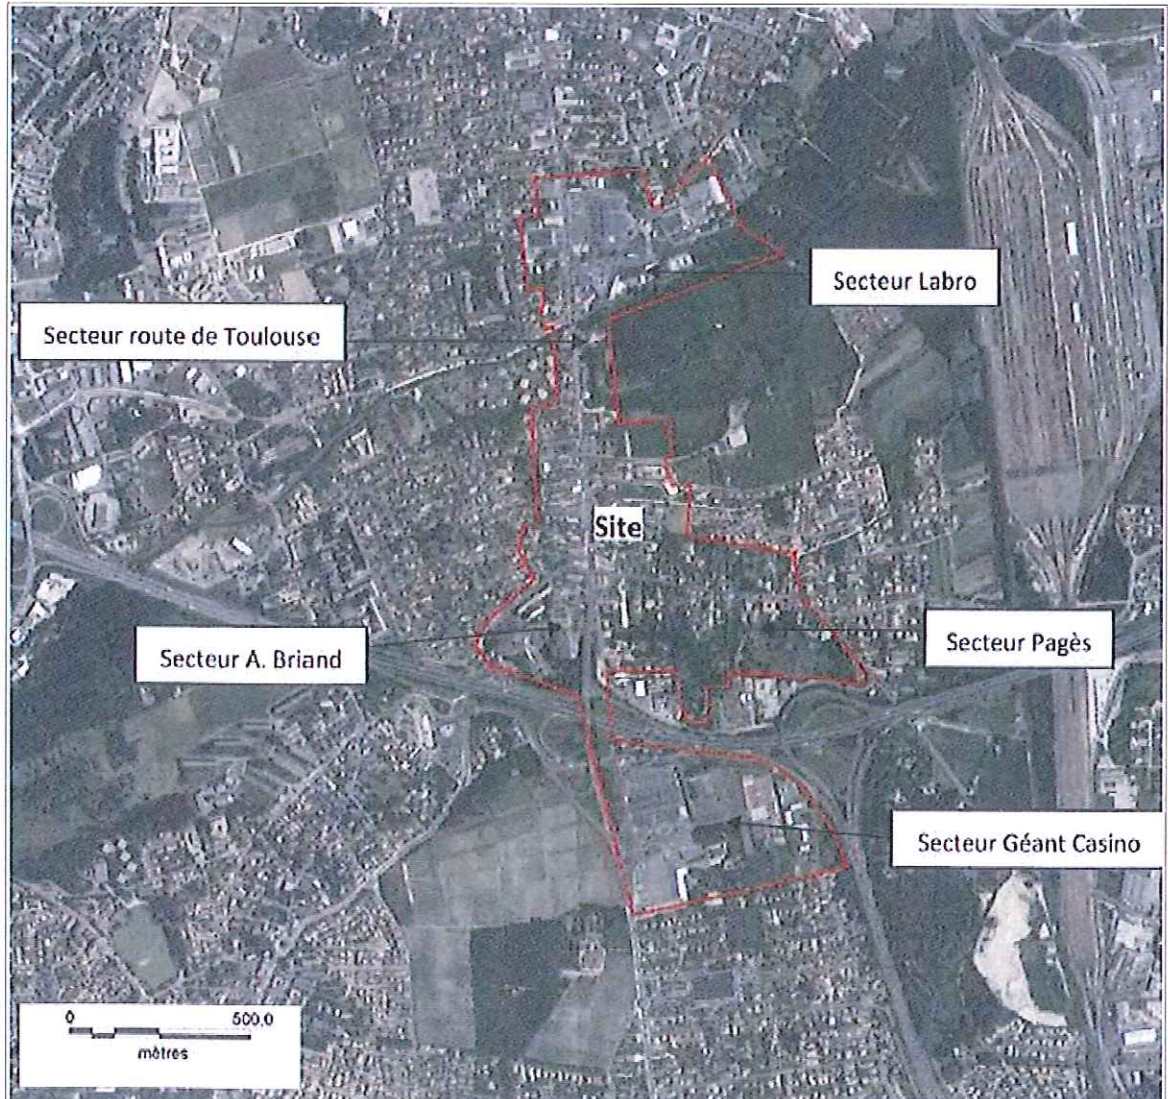 Secteur Labro
Secteur route de Toulouse
Site
Secteur A. Briand
Secteur Pagès
Secteur Géant Casino
0 500,0
mètres